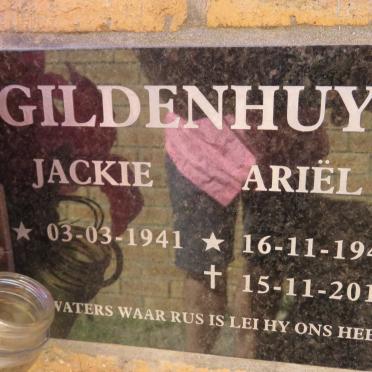 GILDENHUY
JACKIE ARIËL
★ 03-03-1941 ★ 16-11-194
✝ 15-11-201
WATERS WAAR RUS IS LEI HY ONS HEE